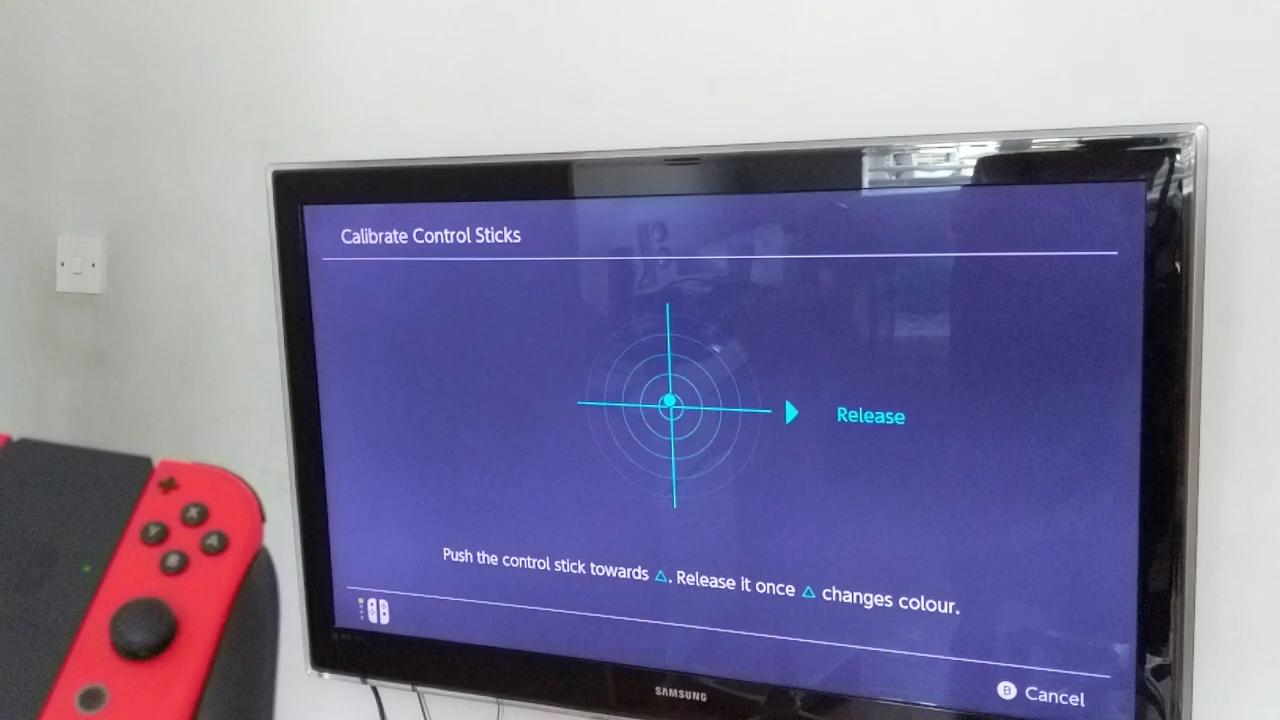 Calibrate Control Sticks
Release
Push the control stick towards △. Release it once △ changes colour.
B Cancel
SAMSUNG
X
Y
A
B